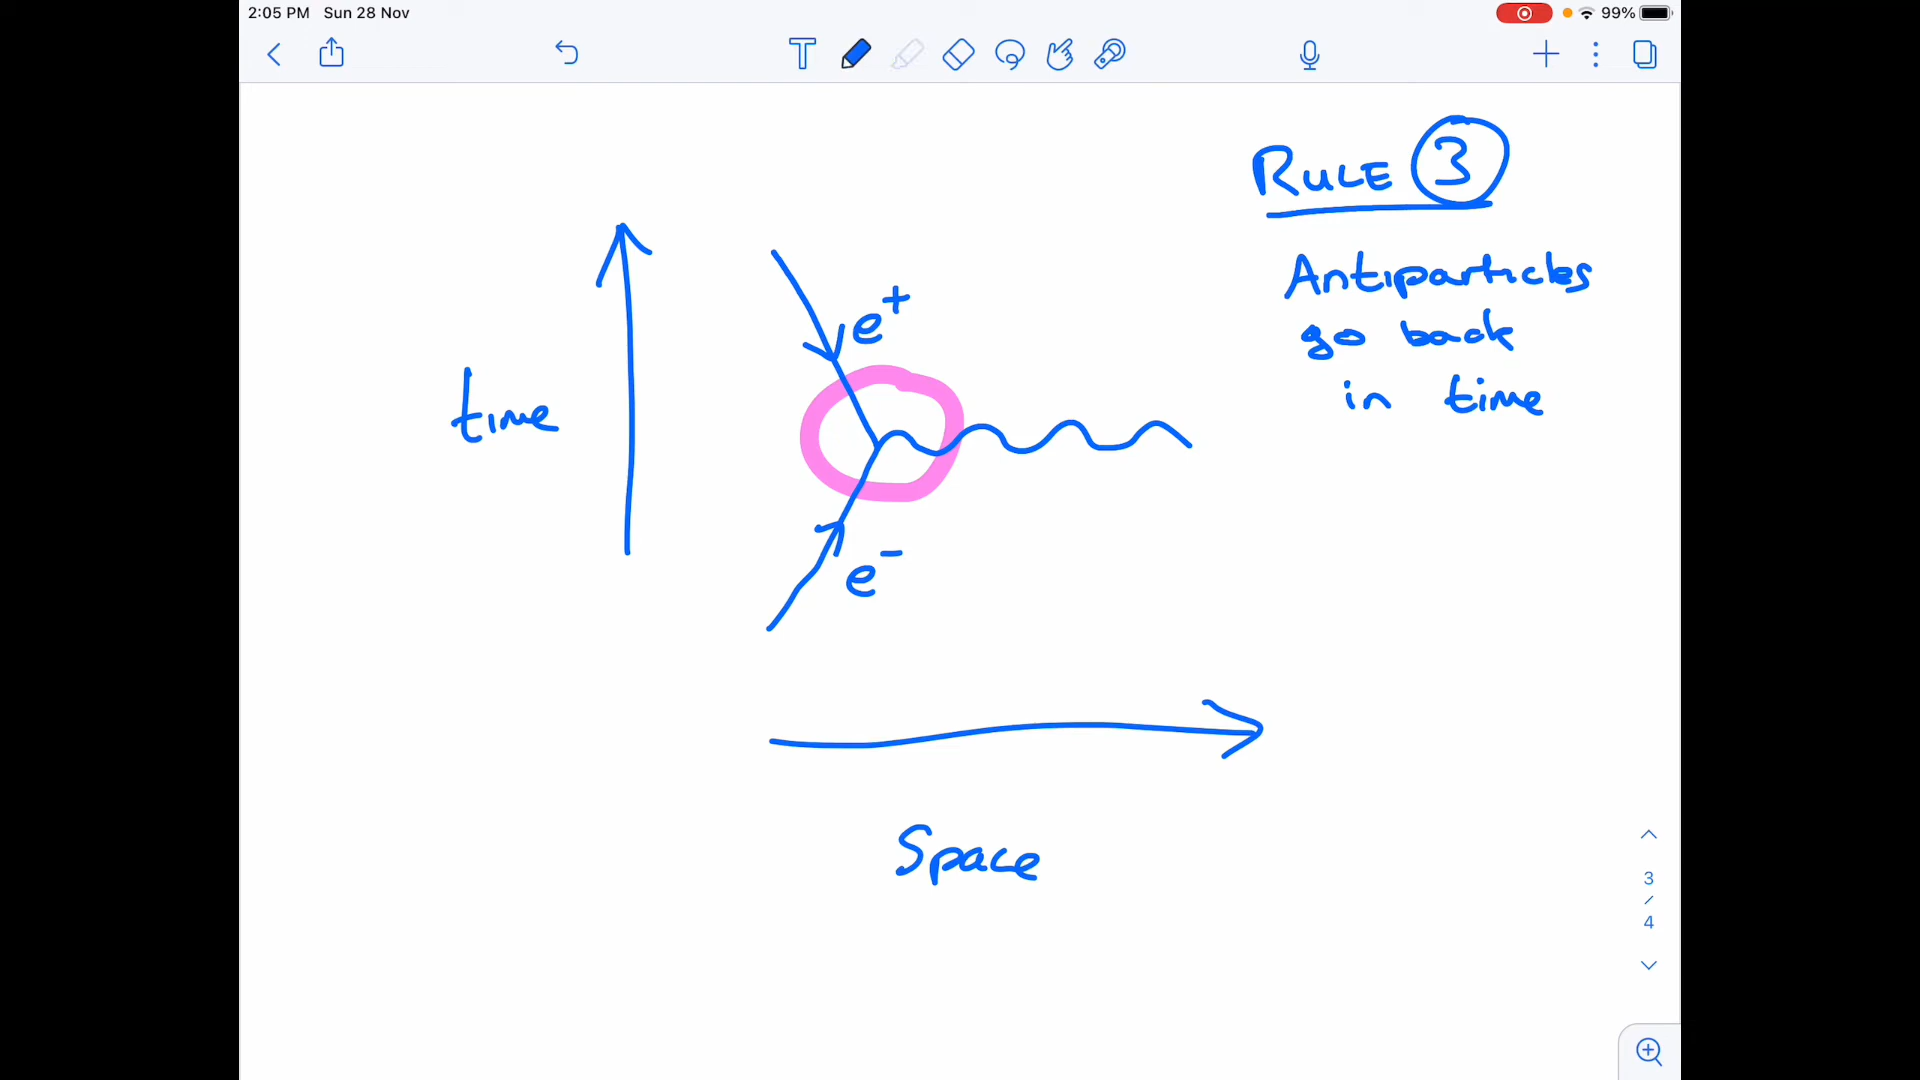 2:05 PM Sun 28 Nov
99%
RULE 3
Antiparticles
go back
in time
e+
time
e-
Space
3
/
4